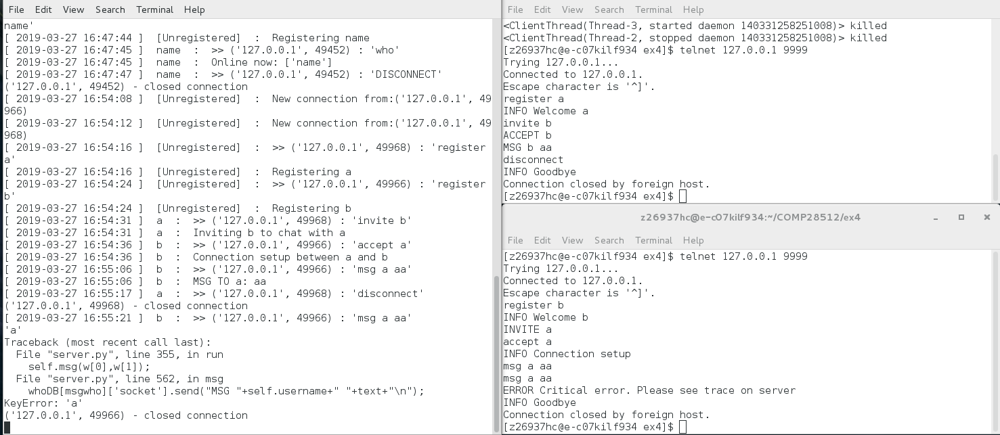 File Edit View Search Terminal Help
name'
[ 2019-03-27 16:47:44 ]  [Unregistered]  :  Registering name
[ 2019-03-27 16:47:45 ]  name  :  >> ('127.0.0.1', 49452) : 'who'
[ 2019-03-27 16:47:45 ]  name  :  Online now: ['name']
[ 2019-03-27 16:47:47 ]  name  :  >> ('127.0.0.1', 49452) : 'DISCONNECT'
('127.0.0.1', 49452) - closed connection
[ 2019-03-27 16:54:08 ]  [Unregistered]  :  New connection from:('127.0.0.1', 49
966)
[ 2019-03-27 16:54:12 ]  [Unregistered]  :  New connection from:('127.0.0.1', 49
968)
[ 2019-03-27 16:54:16 ]  [Unregistered]  :  >> ('127.0.0.1', 49968) : 'register
a'
[ 2019-03-27 16:54:16 ]  [Unregistered]  :  Registering a
[ 2019-03-27 16:54:24 ]  [Unregistered]  :  >> ('127.0.0.1', 49966) : 'register
b'
[ 2019-03-27 16:54:24 ]  [Unregistered]  :  Registering b
[ 2019-03-27 16:54:31 ]  a  :  >> ('127.0.0.1', 49968) : 'invite b'
[ 2019-03-27 16:54:31 ]  a  :  Inviting b to chat with a
[ 2019-03-27 16:54:36 ]  b  :  >> ('127.0.0.1', 49966) : 'accept a'
[ 2019-03-27 16:54:36 ]  b  :  Connection setup between a and b
[ 2019-03-27 16:55:06 ]  b  :  >> ('127.0.0.1', 49966) : 'msg a aa'
[ 2019-03-27 16:55:06 ]  b  :  MSG TO a: aa
[ 2019-03-27 16:55:17 ]  a  :  >> ('127.0.0.1', 49968) : 'disconnect'
('127.0.0.1', 49968) - closed connection
[ 2019-03-27 16:55:21 ]  b  :  >> ('127.0.0.1', 49966) : 'msg a aa'
'a'
Traceback (most recent call last):
  File "server.py", line 355, in run
    self.msg(w[0],w[1]);
  File "server.py", line 562, in msg
    whoDB[msgwho]['socket'].send("MSG "+self.username+" "+text+"\n");
KeyError: 'a'
('127.0.0.1', 49966) - closed connection
File Edit View Search Terminal Help
<ClientThread(Thread-3, started daemon 140331258251008)> killed
<ClientThread(Thread-2, stopped daemon 140331258251008)> killed
[z26937hc@e-c07kilf934 ex4]$ telnet 127.0.0.1 9999
Trying 127.0.0.1...
Connected to 127.0.0.1.
Escape character is '^]'.
register a
INFO Welcome a
invite b
ACCEPT b
MSG b aa
disconnect
INFO Goodbye
Connection closed by foreign host.
[z26937hc@e-c07kilf934 ex4]$
z26937hc@e-c07kilf934:~/COMP28512/ex4
File Edit View Search Terminal Help
[z26937hc@e-c07kilf934 ex4]$ telnet 127.0.0.1 9999
Trying 127.0.0.1...
Connected to 127.0.0.1.
Escape character is '^]'.
register b
INFO Welcome b
INVITE a
accept a
INFO Connection setup
msg a aa
msg a aa
ERROR Critical error. Please see trace on server
INFO Goodbye
Connection closed by foreign host.
[z26937hc@e-c07kilf934 ex4]$